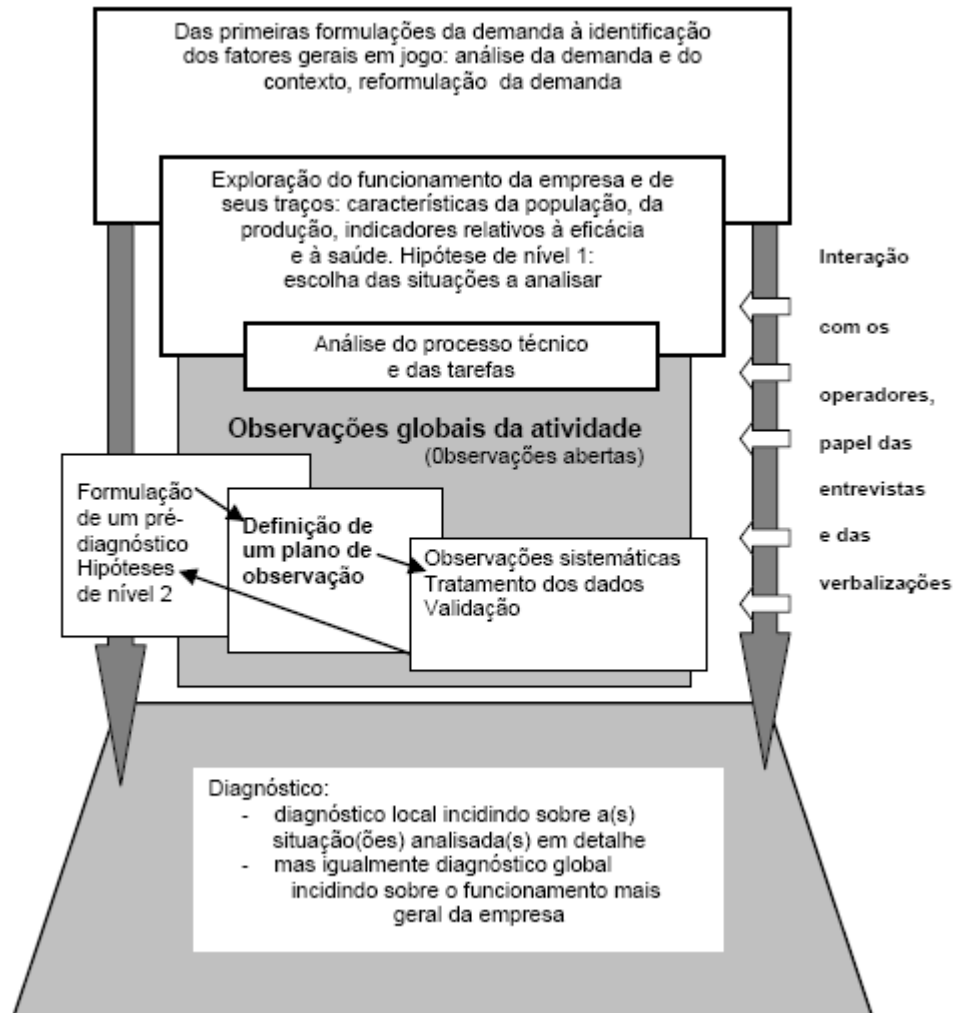 Das primeiras formulações da demanda à identificação
dos fatores gerais em jogo: análise da demanda e do
contexto, reformulação da demanda
Exploração do funcionamento da empresa e de
seus traços: características da população, da
produção, indicadores relativos à eficácia
e à saúde. Hipótese de nível 1:
escolha das situações a analisar
Análise do processo técnico
e das tarefas
Observações globais da atividade
(0bservações abertas)
Formulação
de um pré-
diagnóstico
Hipóteses
de nível 2
Definição de
um plano de
observação
Observações sistemáticas
Tratamento dos dados
Validação
Interação
com os
operadores,
papel das
entrevistas
e das
verbalizações
Diagnóstico:
- diagnóstico local incidindo sobre a(s)
situação(ões) analisada(s) em detalhe
- mas igualmente diagnóstico global
incidindo sobre o funcionamento mais
geral da empresa